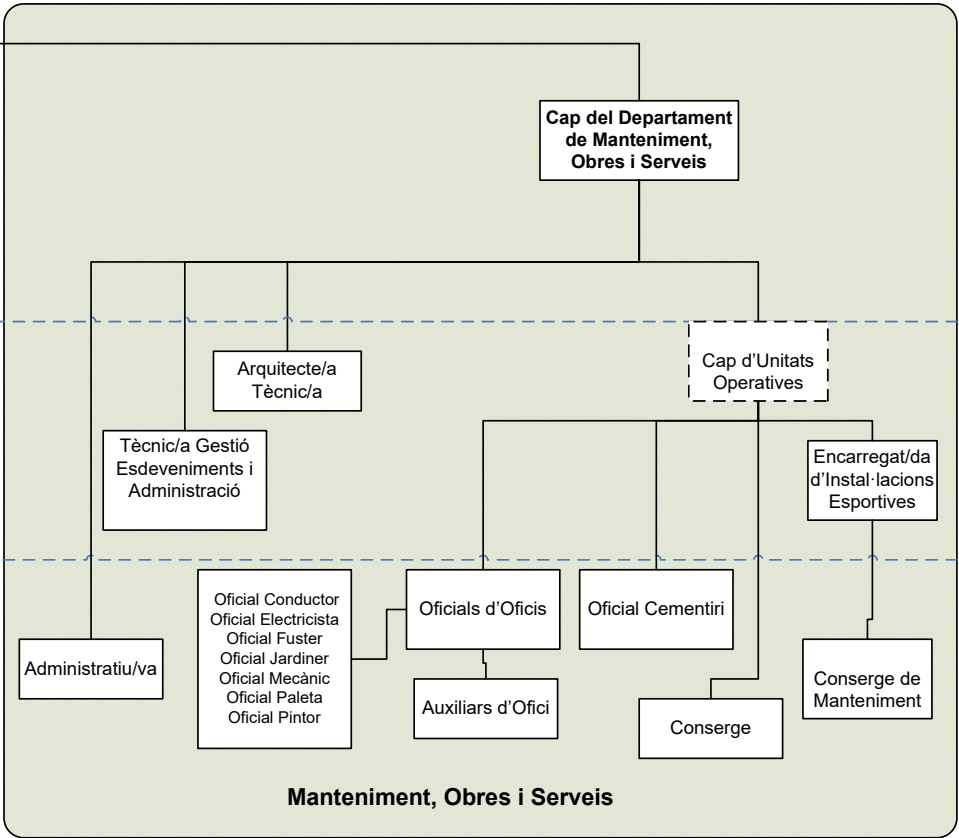 Cap del Departament
de Manteniment,
Obres i Serveis
Arquitecte/a
Tècnic/a
Cap d’Unitats
Operatives
Tècnic/a Gestió
Esdeveniments i
Administració
Encarregat/da
d’Instal·lacions
Esportives
Oficial Conductor
Oficial Electricista
Oficial Fuster
Oficial Jardiner
Oficial Mecànic
Oficial Paleta
Oficial Pintor
Oficials d’Oficis
Oficial Cementiri
Administratiu/va
Auxiliars d’Ofici
Conserge
Conserge de
Manteniment
Manteniment, Obres i Serveis